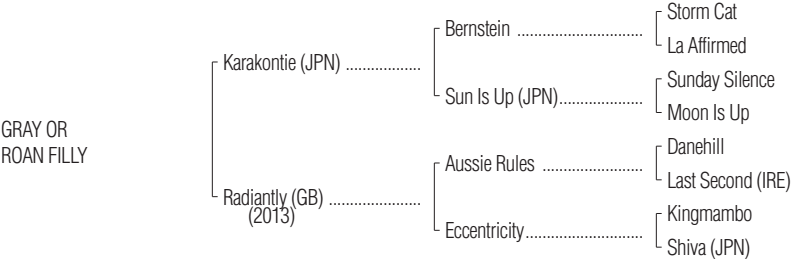 Storm Cat
Bernstein ..............................
La Affirmed
Karakontie (JPN) ..................
Sunday Silence
Sun Is Up (JPN)....................
Moon Is Up
GRAY OR
ROAN FILLY
Danehill
Aussie Rules ........................
Last Second (IRE)
Radiantly (GB) ......................
(2013)
Kingmambo
Eccentricity............................
Shiva (JPN)